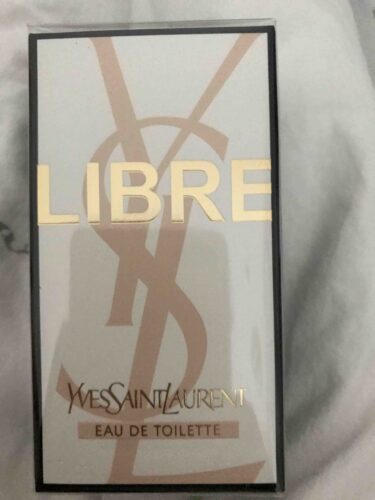 YSL
LIBRE
YVESSAINTLAURENT
EAU DE TOILETTE